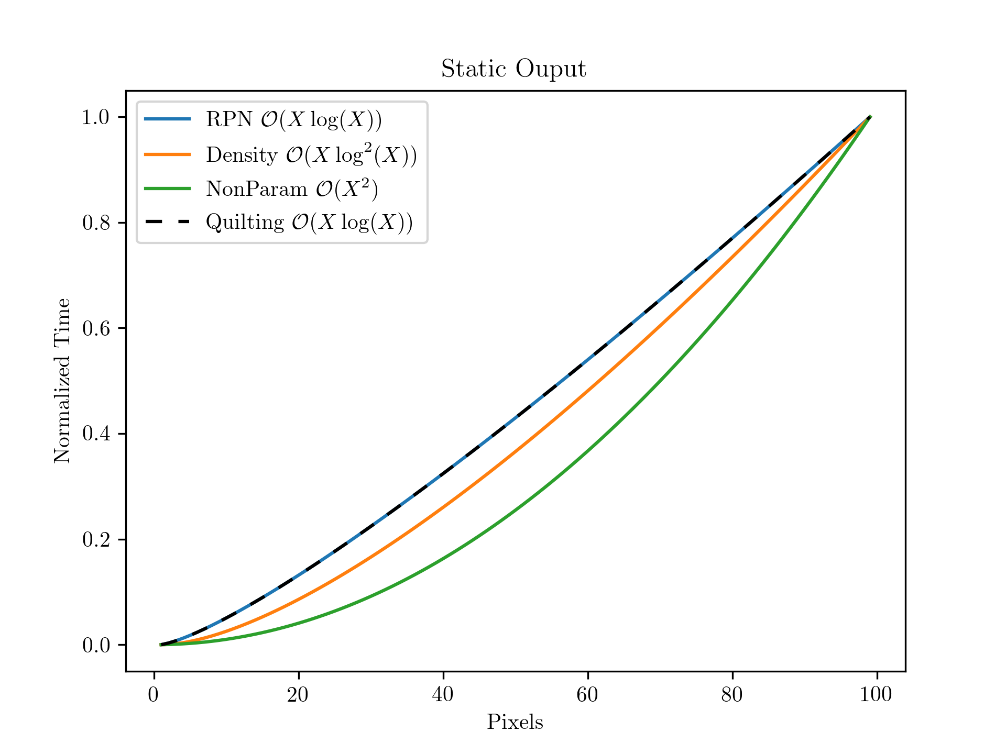 Static Ouput
RPN 𝒪(X log(X))
Density 𝒪(X log²(X))
NonParam 𝒪(X²)
Quilting 𝒪(X log(X))
Normalized Time
1.0
0.8
0.6
0.4
0.2
0.0
0 20 40 60 80 100
Pixels